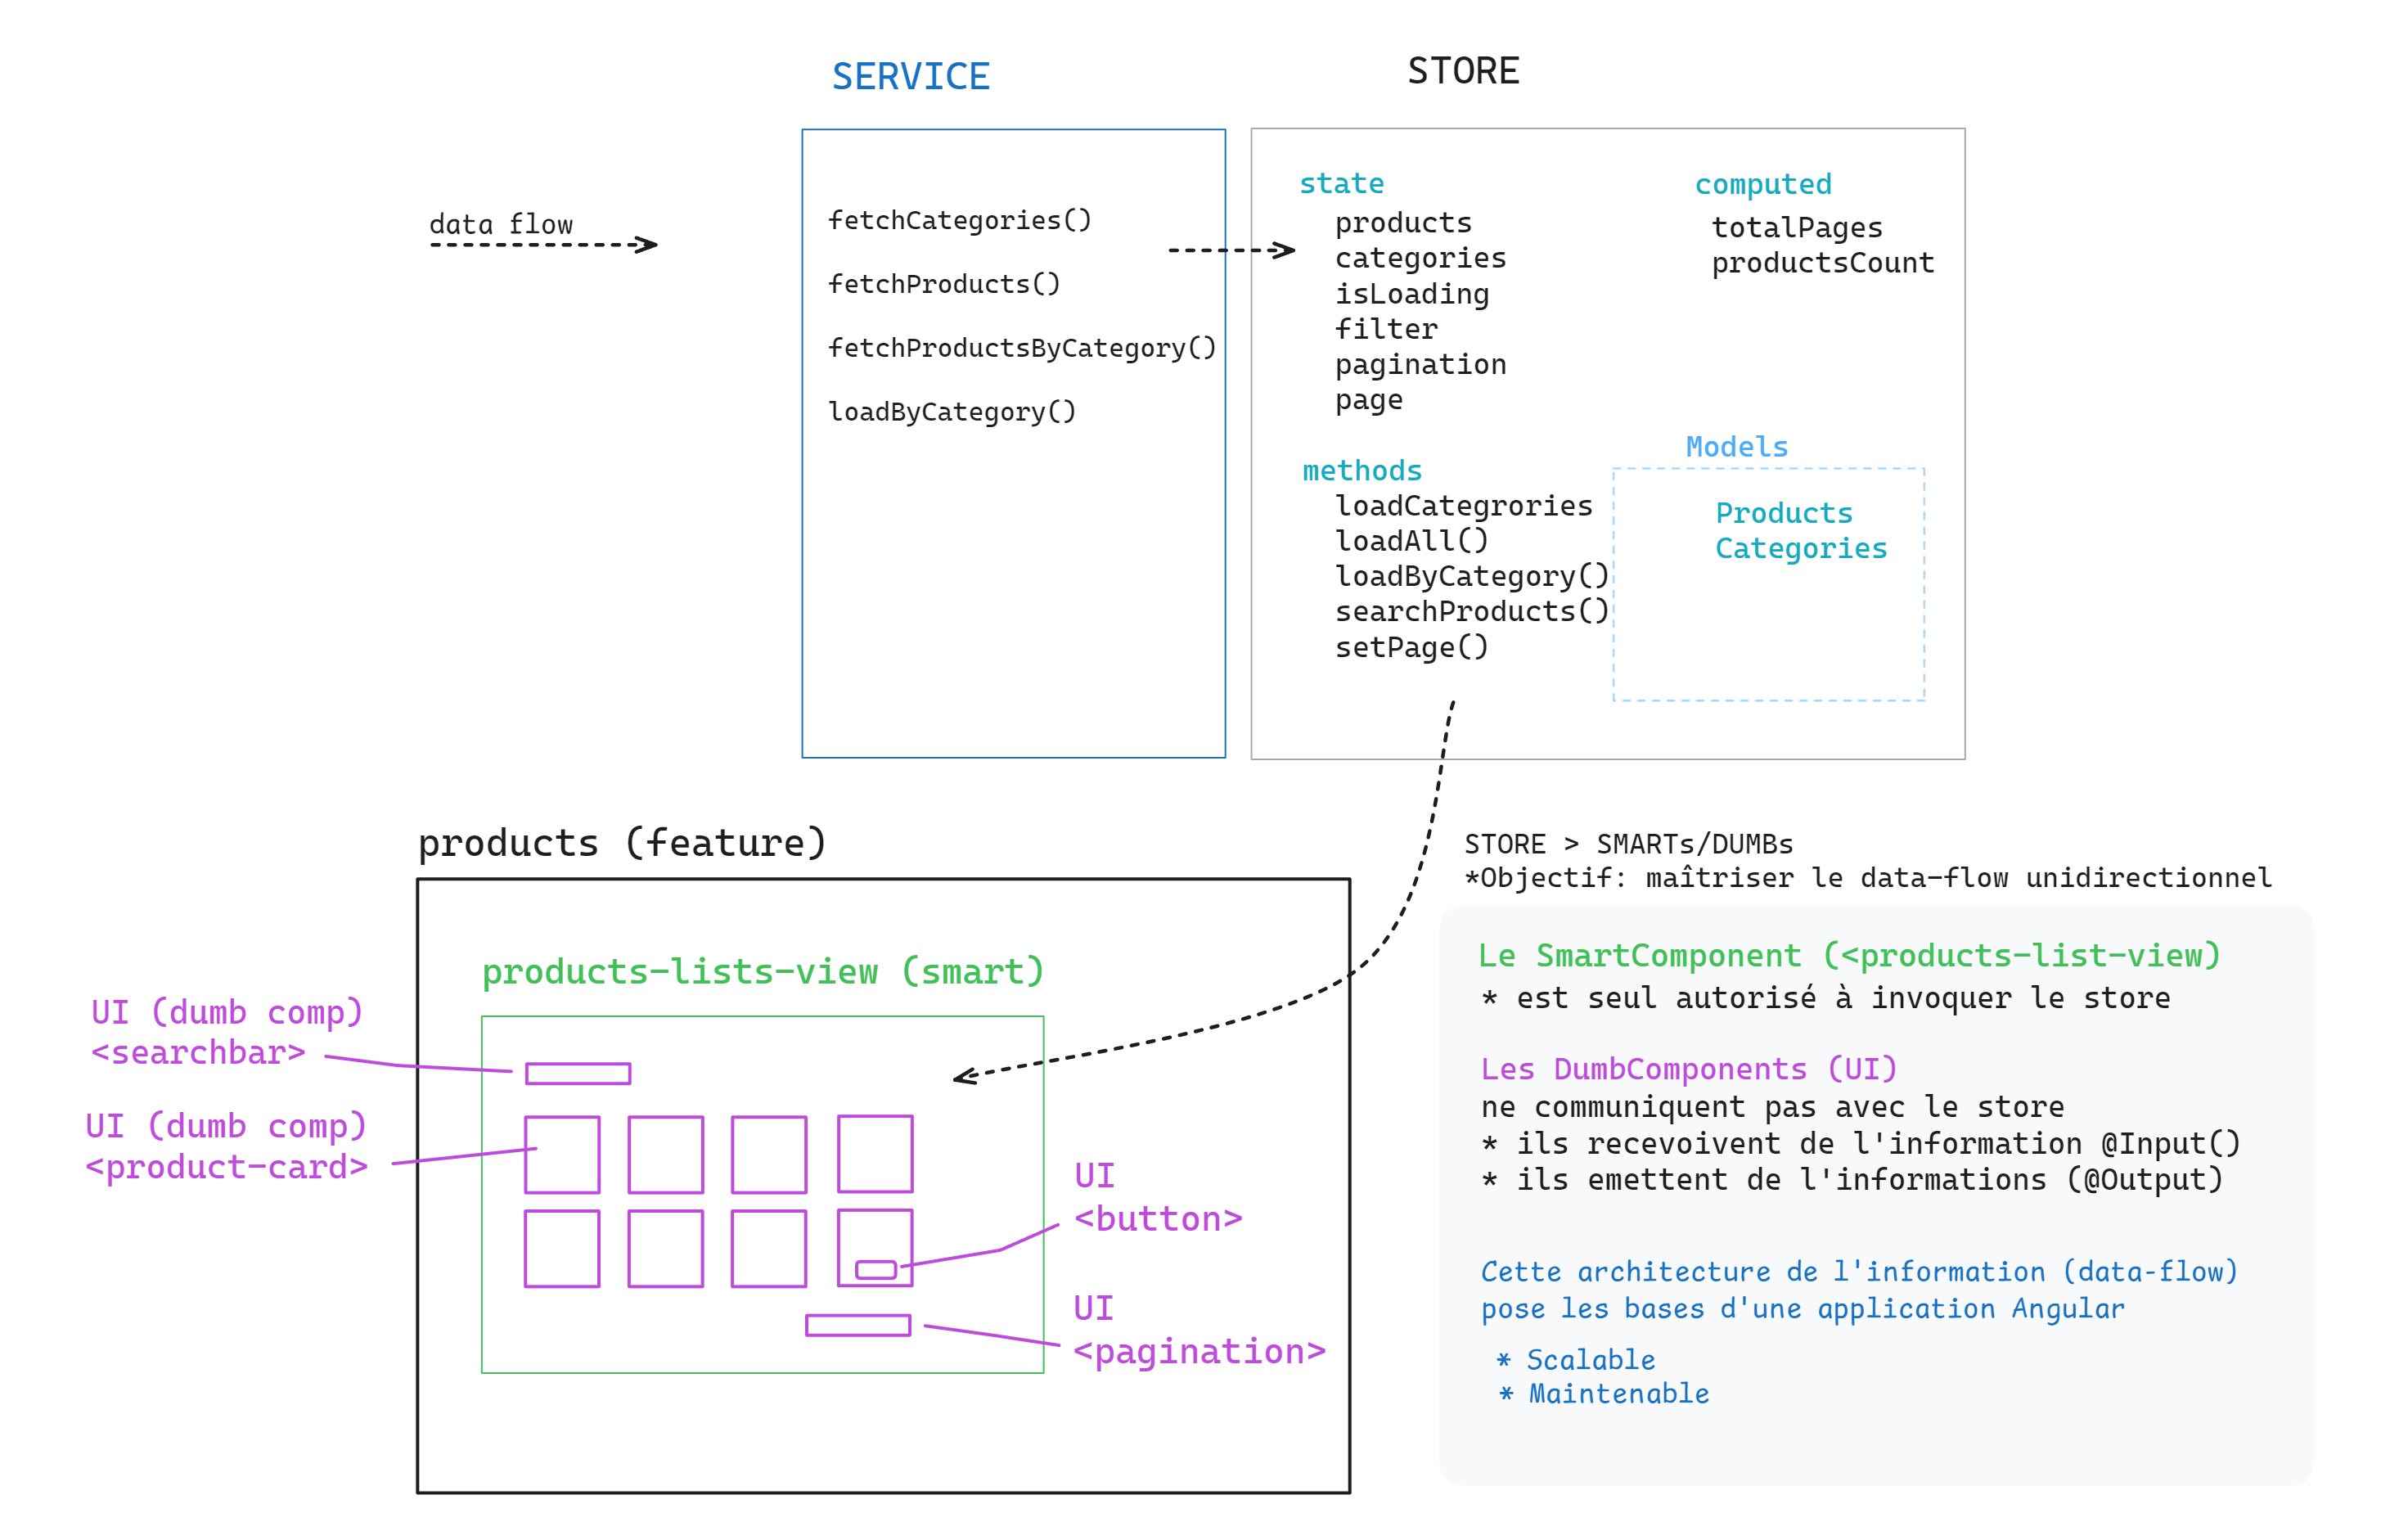 SERVICE
STORE
data flow
fetchCategories()
fetchProducts()
fetchProductsByCategory()
loadByCategory()
state
products
categories
isLoading
filter
pagination
page
computed
totalPages
productsCount
methods
loadCategrories
loadAll()
loadByCategory()
searchProducts()
setPage()
Models
Products
Categories
products (feature)
products-lists-view (smart)
UI (dumb comp)
<searchbar>
UI (dumb comp)
<product-card>
UI
<button>
UI
<pagination>
STORE > SMARTs/DUMBs
*Objectif: maîtriser le data-flow unidirectionnel
Le SmartComponent (<products-list-view)
* est seul autorisé à invoquer le store
Les DumbComponents (UI)
ne communiquent pas avec le store
* ils recevoivent de l'information @Input()
* ils emettent de l'informations (@Output)
Cette architecture de l'information (data-flow)
pose les bases d'une application Angular
* Scalable
* Maintenable